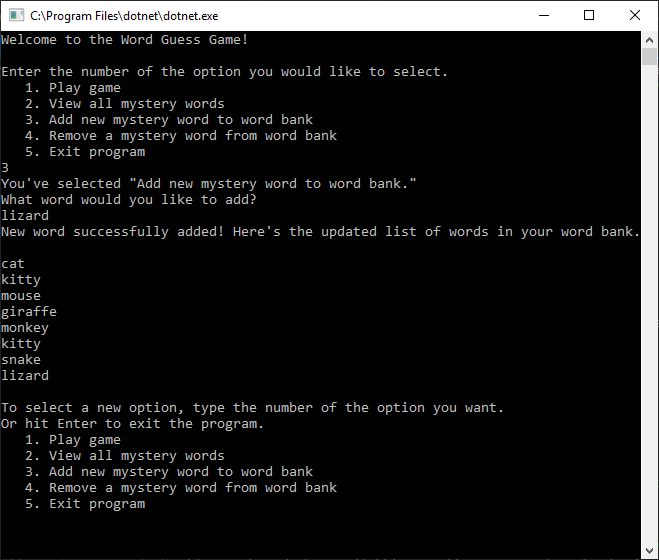 C:\Program Files\dotnet\dotnet.exe
Welcome to the Word Guess Game!
Enter the number of the option you would like to select.
1. Play game
2. View all mystery words
3. Add new mystery word to word bank
4. Remove a mystery word from word bank
5. Exit program
3
You've selected "Add new mystery word to word bank."
What word would you like to add?
lizard
New word successfully added! Here's the updated list of words in your word bank.
cat
kitty
mouse
giraffe
monkey
kitty
snake
lizard
To select a new option, type the number of the option you want.
Or hit Enter to exit the program.
1. Play game
2. View all mystery words
3. Add new mystery word to word bank
4. Remove a mystery word from word bank
5. Exit program